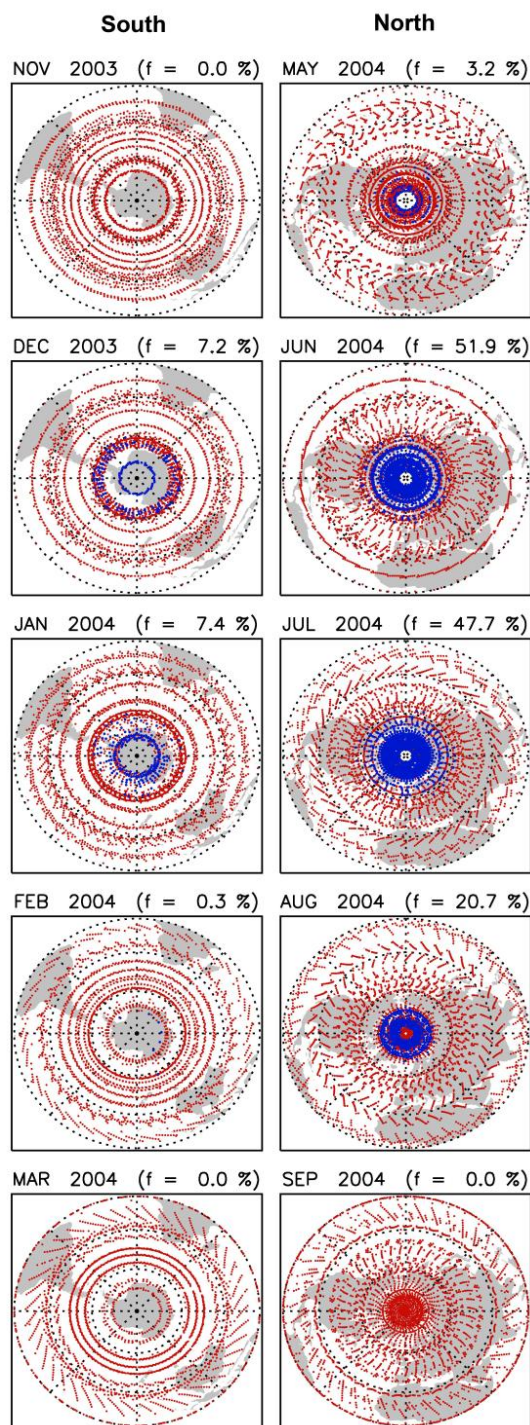 South North
NOV 2003 (f = 0.0 %) MAY 2004 (f = 3.2 %)
DEC 2003 (f = 7.2 %) JUN 2004 (f = 51.9 %)
JAN 2004 (f = 7.4 %) JUL 2004 (f = 47.7 %)
FEB 2004 (f = 0.3 %) AUG 2004 (f = 20.7 %)
MAR 2004 (f = 0.0 %) SEP 2004 (f = 0.0 %)